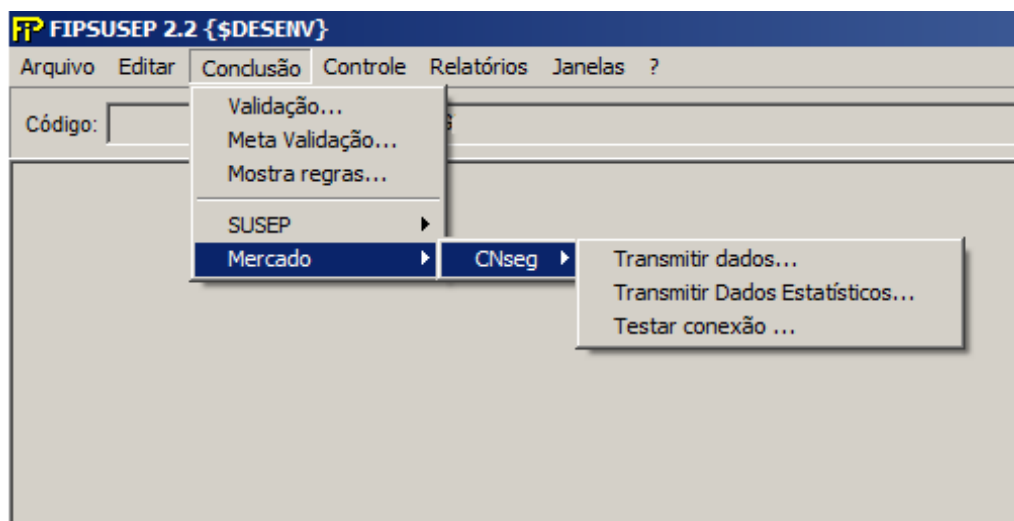 FIP FIPSUSEP 2.2 {$DESENV}
Arquivo Editar Conclusão Controle Relatórios Janelas ?
Código:
Validação...
Meta Validação...
Mostra regras...
SUSEP
Mercado
CNseg
Transmitir dados...
Transmitir Dados Estatísticos...
Testar conexão ...